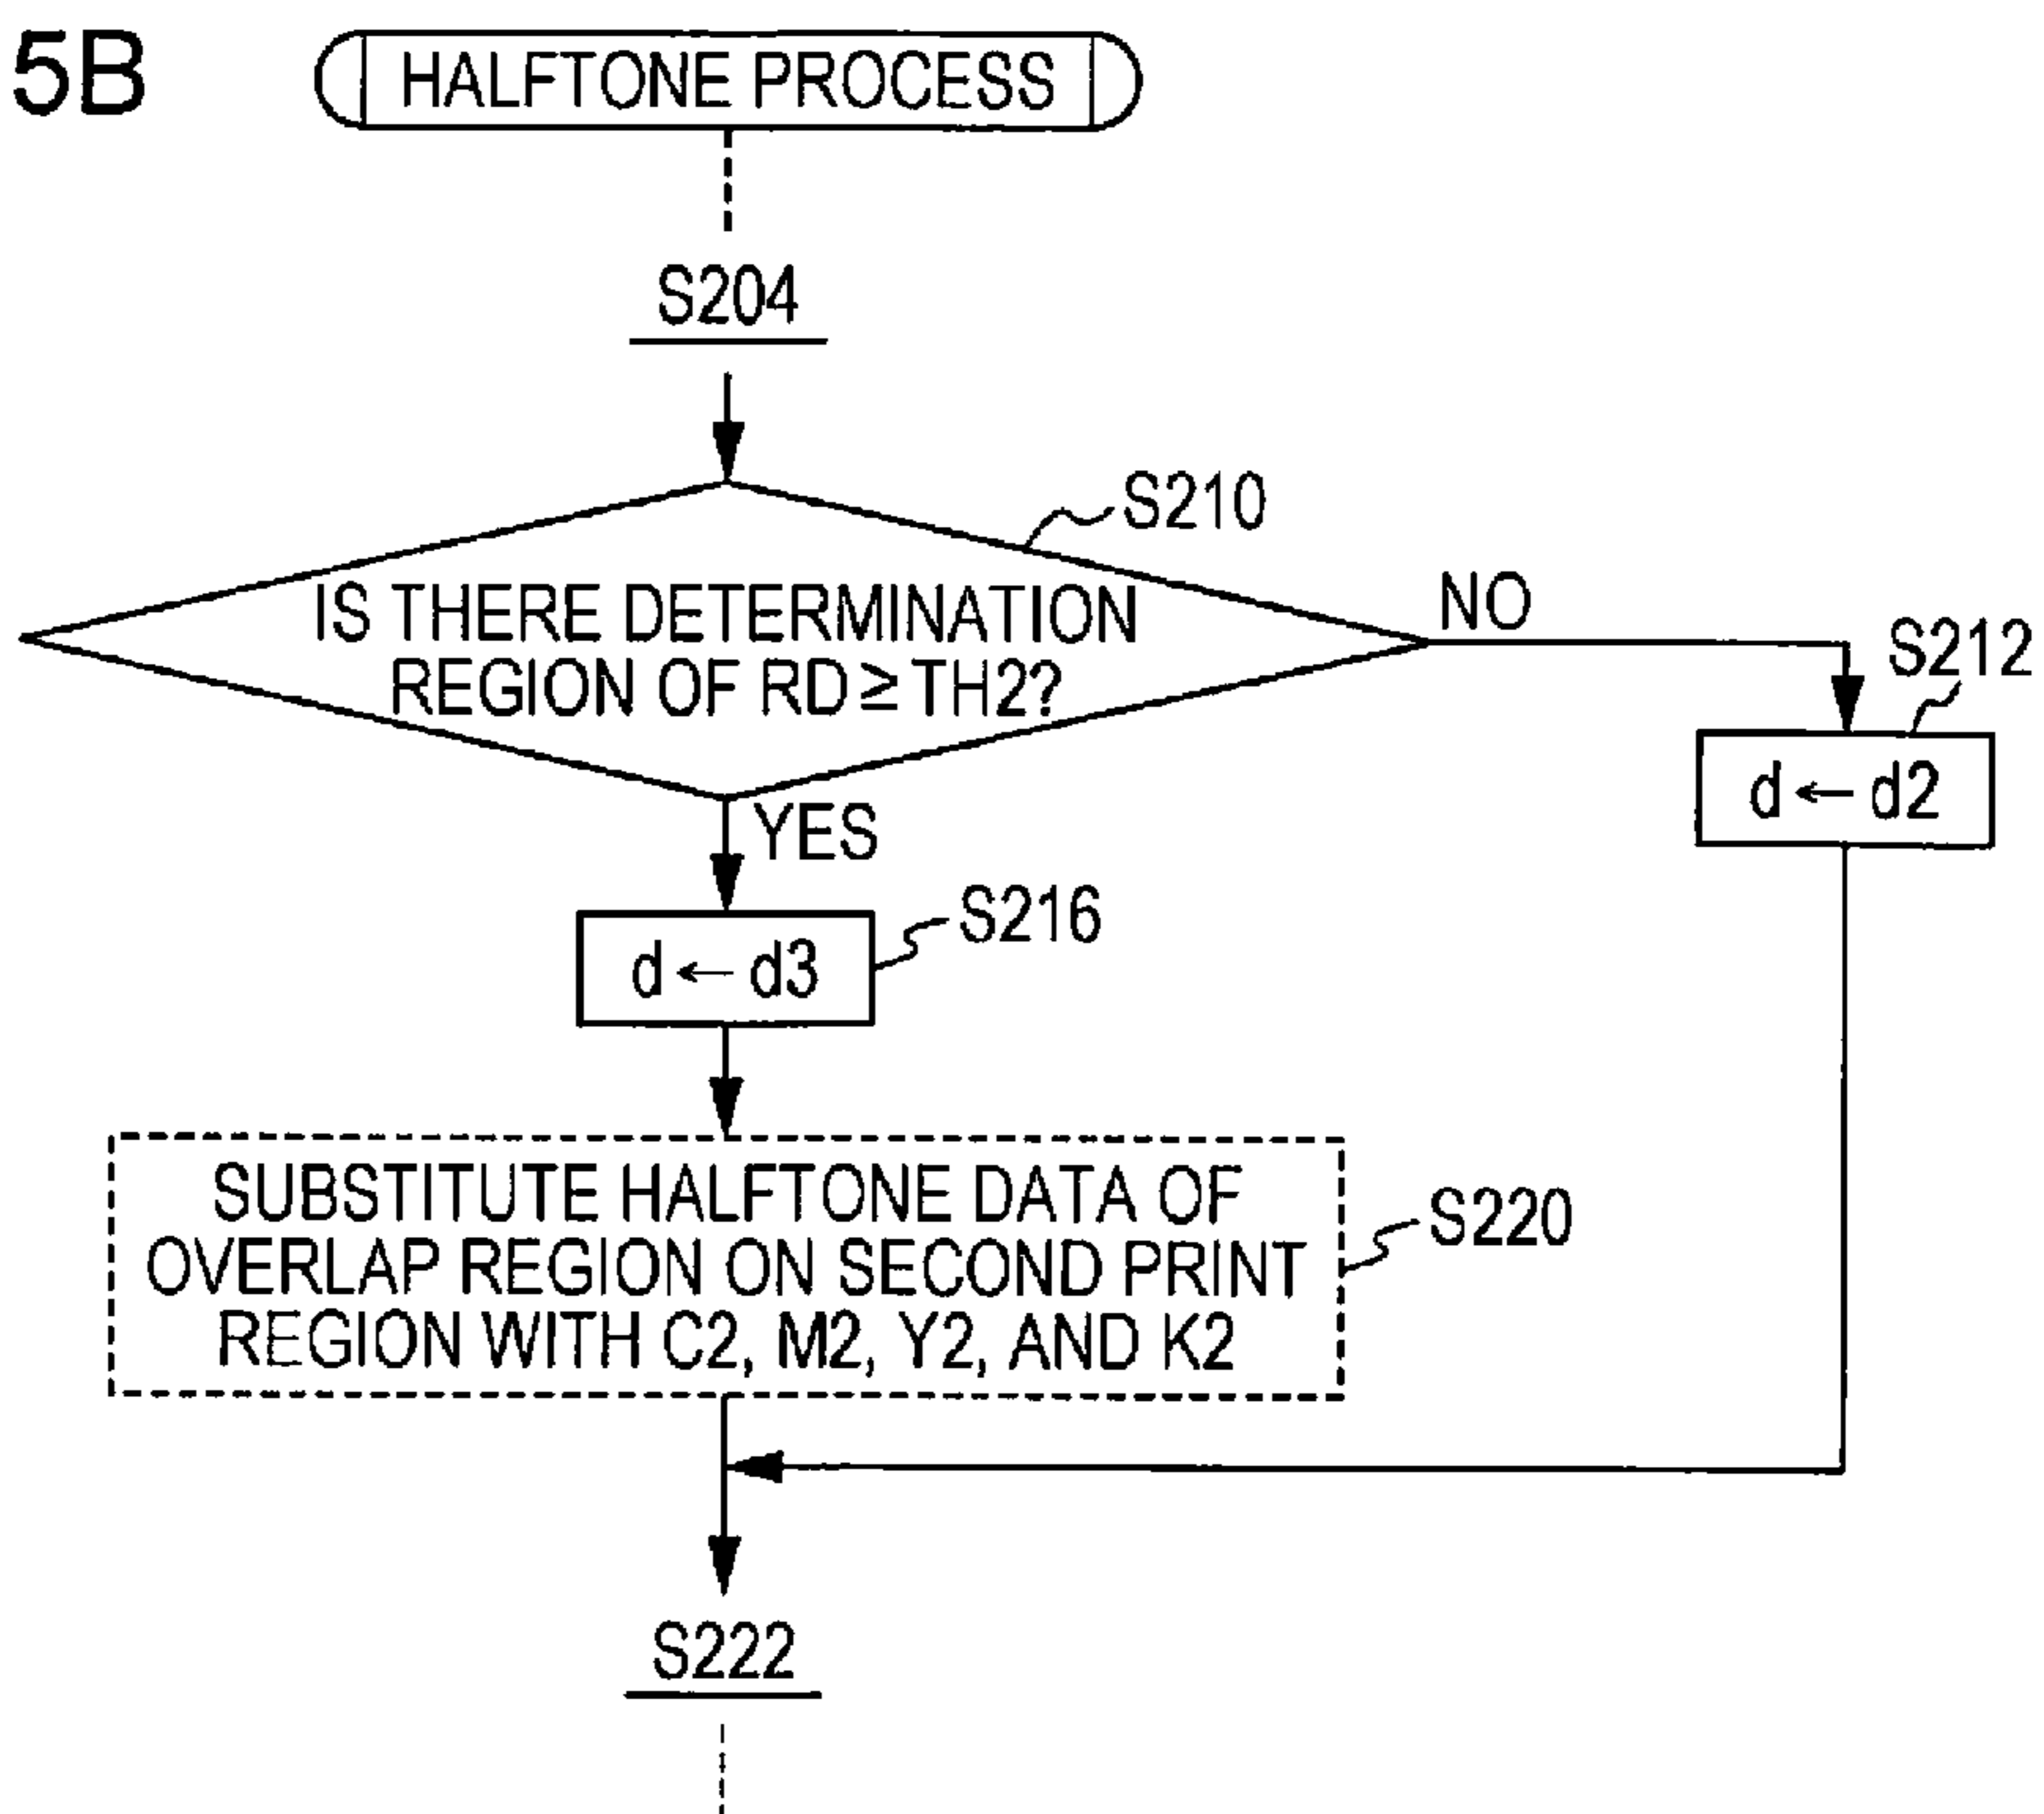 5B
HALFTONE PROCESS
S204
S210
IS THERE DETERMINATION
REGION OF RD ≥ TH2?
NO
S212
d ← d2
YES
S216
d ← d3
SUBSTITUTE HALFTONE DATA OF
OVERLAP REGION ON SECOND PRINT
REGION WITH C2, M2, Y2, AND K2
S220
S222